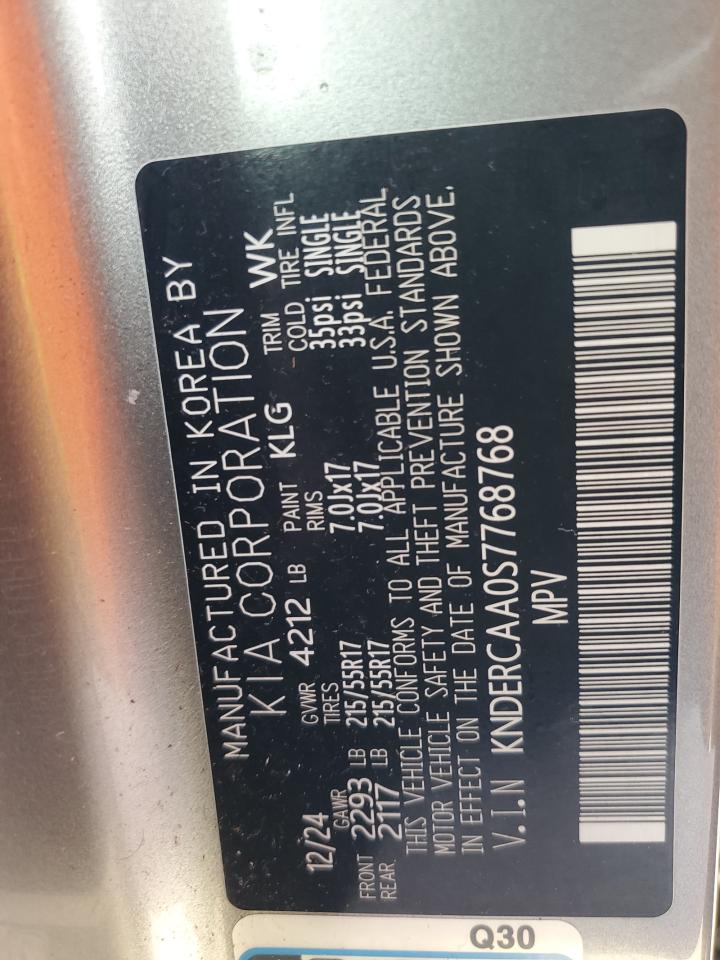 MANUFACTURED IN KOREA BY
KIA CORPORATION
12/24 GVWR 4212 LB PAINT KLG TRIM WK
GAWR TIRES RIMS COLD TIRE INFL
FRONT 2293 LB 215/55R17 7.0Jx17 35psi SINGLE
REAR 2117 LB 215/55R17 7.0Jx17 33psi SINGLE
THIS VEHICLE CONFORMS TO ALL APPLICABLE U.S.A. FEDERAL
MOTOR VEHICLE SAFETY AND THEFT PREVENTION STANDARDS
IN EFFECT ON THE DATE OF MANUFACTURE SHOWN ABOVE.
V.I.N KNDERCAA0S7768768
MPV
Q30